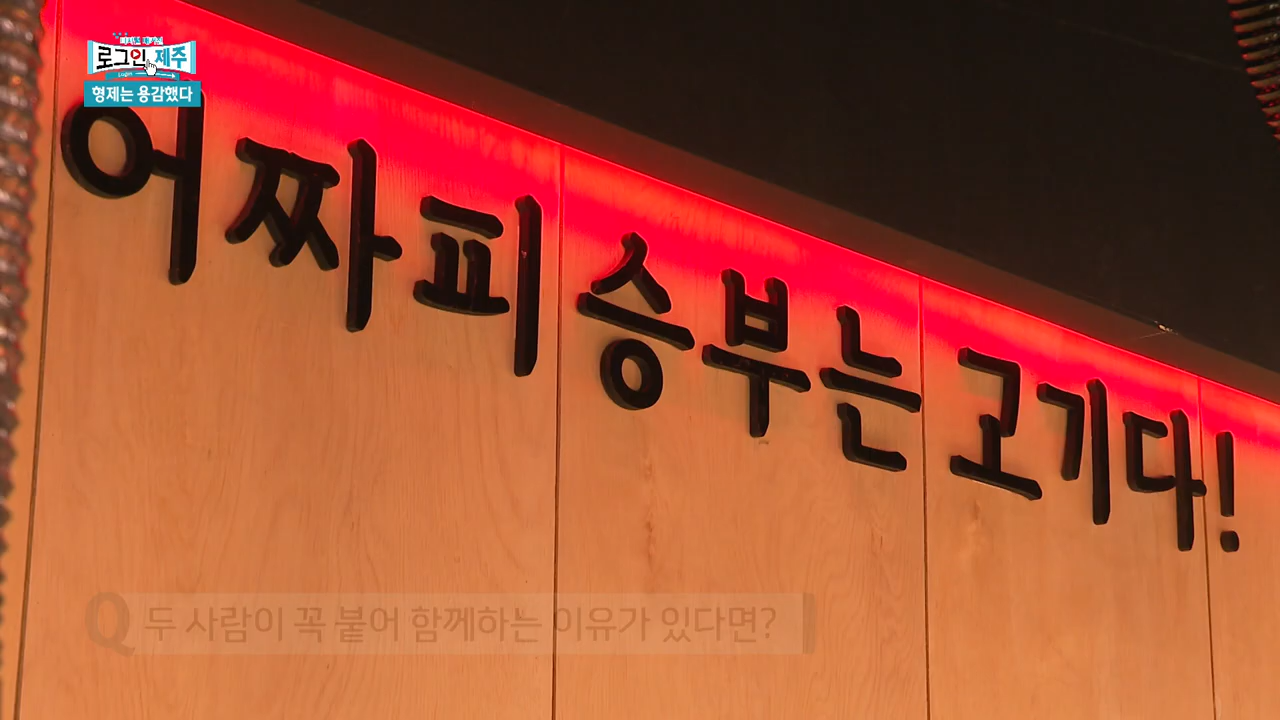 로그인 제주
Login
형제는 용감했다
어짜피 승부는 고기다!
Q 두 사람이 꼭 붙어 함께하는 이유가 있다면?